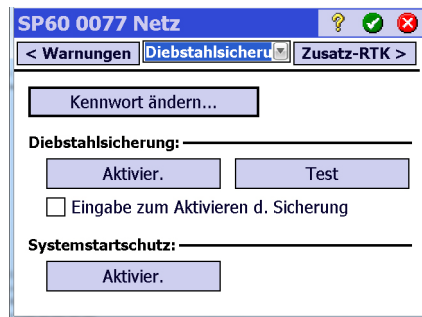 SP60 0077 Netz
< Warnungen Diebstahlsicheru Zusatz-RTK >
Kennwort ändern...
Diebstahlsicherung:
Aktivier. Test
Eingabe zum Aktivieren d. Sicherung
Systemstartschutz:
Aktivier.